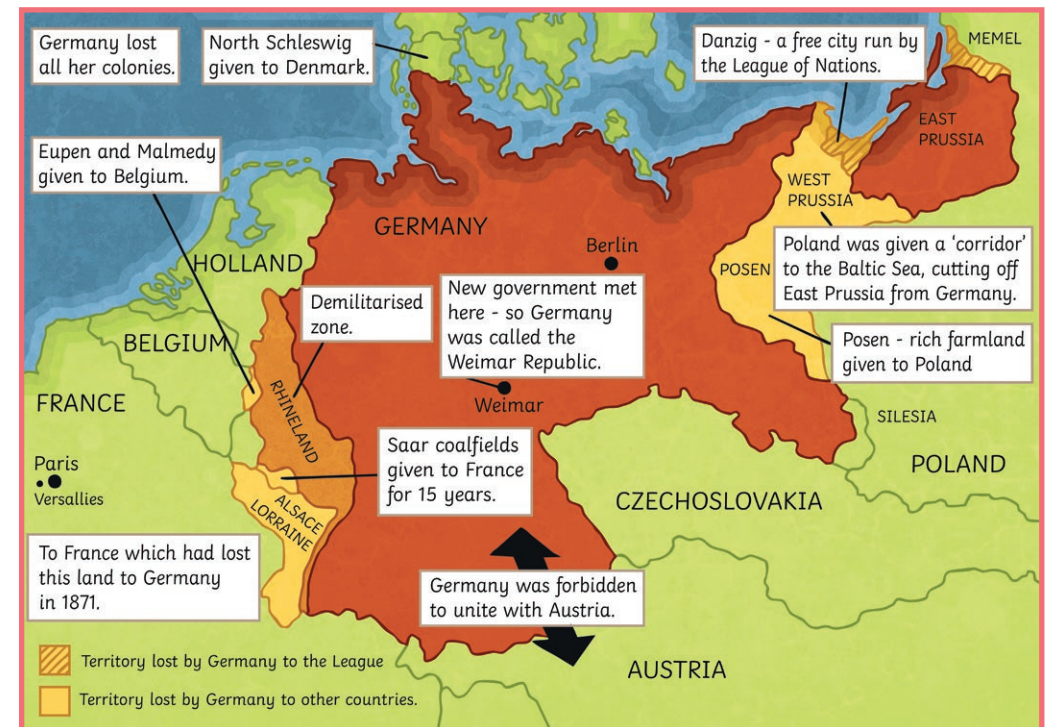 Germany lost
all her colonies.
North Schleswig
given to Denmark.
Danzig - a free city run by
the League of Nations.
MEMEL
EAST
PRUSSIA
Eupen and Malmedy
given to Belgium.
WEST
PRUSSIA
GERMANY
Berlin
HOLLAND
POSEN
Poland was given a 'corridor'
to the Baltic Sea, cutting off
East Prussia from Germany.
Demilitarised
zone.
New government met
here - so Germany
was called the
Weimar Republic.
BELGIUM
Posen - rich farmland
given to Poland
FRANCE
RHINELAND
Weimar
SILESIA
Saar coalfields
given to France
for 15 years.
POLAND
Paris
Versallies
CZECHOSLOVAKIA
ALSACE
LORRAINE
To France which had lost
this land to Germany
in 1871.
Germany was forbidden
to unite with Austria.
AUSTRIA
Territory lost by Germany to the League
Territory lost by Germany to other countries.